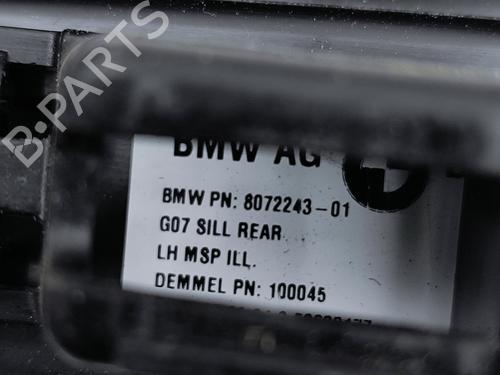 B-PARTS
BMW AG
BMW PN: 8072243-01
G07 SILL REAR
LH MSP ILL.
DEMMEL PN: 100045